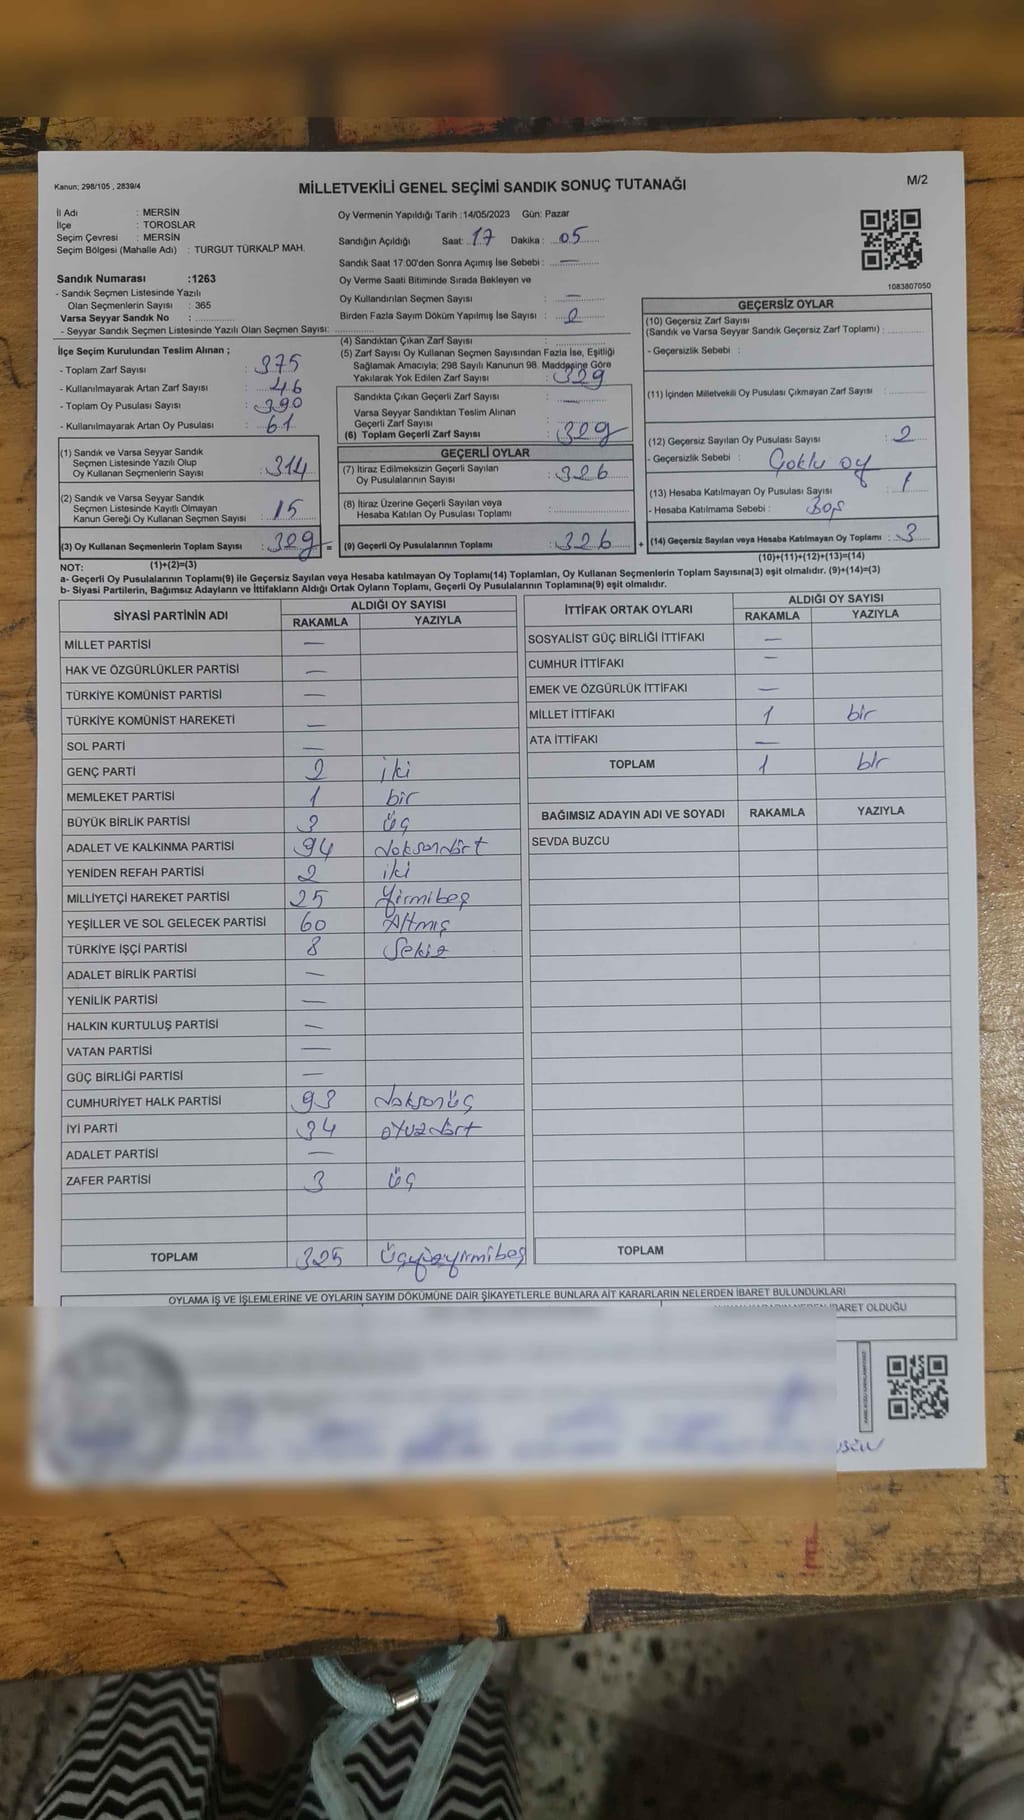 Kanun; 298/105 , 2839/4
MİLLETVEKİLİ GENEL SEÇİMİ SANDIK SONUÇ TUTANAĞI
M/2
İl Adı : MERSİN
İlçe : TOROSLAR
Seçim Çevresi : MERSİN
Seçim Bölgesi (Mahalle Adı) : TURGUT TÜRKALP MAH.
Sandık Numarası :1263
- Sandık Seçmen Listesinde Yazılı
Olan Seçmenlerin Sayısı : 365
Varsa Seyyar Sandık No :
- Seyyar Sandık Seçmen Listesinde Yazılı Olan Seçmen Sayısı:
Oy Vermenin Yapıldığı Tarih :14/05/2023 Gün: Pazar
Sandığın Açıldığı Saat: 17 Dakika : 05
Sandık Saat 17:00'den Sonra Açımış İse Sebebi : —
Oy Verme Saati Bitiminde Sırada Bekleyen ve
Oy Kullandırılan Seçmen Sayısı : —
Birden Fazla Sayım Döküm Yapılmış İse Sayısı : 2
1083807050
İlçe Seçim Kurulundan Teslim Alınan ;
- Toplam Zarf Sayısı : 375
- Kullanılmayarak Artan Zarf Sayısı : 46
- Toplam Oy Pusulası Sayısı : 390
- Kullanılmayarak Artan Oy Pusulası : 61
(1) Sandık ve Varsa Seyyar Sandık
Seçmen Listesinde Yazılı Olup
Oy Kullanan Seçmenlerin Sayısı : 314
(2) Sandık ve Varsa Seyyar Sandık
Seçmen Listesinde Kayıtlı Olmayan
Kanun Gereği Oy Kullanan Seçmen Sayısı : 15
(3) Oy Kullanan Seçmenlerin Toplam Sayısı : 329 =
(1)+(2)=(3)
(4) Sandıktan Çıkan Zarf Sayısı :
(5) Zarf Sayısı Oy Kullanan Seçmen Sayısından Fazla İse, Eşitliği
Sağlamak Amacıyla; 298 Sayılı Kanunun 98. Maddesine Göre
Yakılarak Yok Edilen Zarf Sayısı : 329
Sandıkta Çıkan Geçerli Zarf Sayısı : —
Varsa Seyyar Sandıktan Teslim Alınan
Geçerli Zarf Sayısı :
(6) Toplam Geçerli Zarf Sayısı : 329
GEÇERLİ OYLAR
(7) İtiraz Edilmeksizin Geçerli Sayılan
Oy Pusulalarının Sayısı : 326
(8) İtiraz Üzerine Geçerli Sayılan veya
Hesaba Katılan Oy Pusulası Toplamı :
(9) Geçerli Oy Pusulalarının Toplamı : 326 +
GEÇERSİZ OYLAR
(10) Geçersiz Zarf Sayısı
(Sandık ve Varsa Seyyar Sandık Geçersiz Zarf Toplamı) :
- Geçersizlik Sebebi :
(11) İçinden Milletvekili Oy Pusulası Çıkmayan Zarf Sayısı :
(12) Geçersiz Sayılan Oy Pusulası Sayısı : 2
- Geçersizlik Sebebi : Çoklu oy
(13) Hesaba Katılmayan Oy Pusulası Sayısı : 1
- Hesaba Katılmama Sebebi : Boş
(14) Geçersiz Sayılan veya Hesaba Katılmayan Oy Toplamı : 3
(10)+(11)+(12)+(13)=(14)
NOT:
a- Geçerli Oy Pusulalarının Toplamı(9) ile Geçersiz Sayılan veya Hesaba katılmayan Oy Toplamı(14) Toplamları, Oy Kullanan Seçmenlerin Toplam Sayısına(3) eşit olmalıdır. (9)+(14)=(3)
b- Siyasi Partilerin, Bağımsız Adayların ve İttifakların Aldığı Ortak Oyların Toplamı, Geçerli Oy Pusulalarının Toplamına(9) eşit olmalıdır.
SİYASİ PARTİNİN ADI ALDIĞI OY SAYISI
RAKAMLA YAZIYLA
MİLLET PARTİSİ —
HAK VE ÖZGÜRLÜKLER PARTİSİ —
TÜRKİYE KOMÜNİST PARTİSİ —
TÜRKİYE KOMÜNİST HAREKETİ —
SOL PARTİ —
GENÇ PARTİ 2 iki
MEMLEKET PARTİSİ 1 bir
BÜYÜK BİRLİK PARTİSİ 3 üç
ADALET VE KALKINMA PARTİSİ 94 doksandört
YENİDEN REFAH PARTİSİ 2 iki
MİLLİYETÇİ HAREKET PARTİSİ 25 Yirmibeş
YEŞİLLER VE SOL GELECEK PARTİSİ 60 Altmış
TÜRKİYE İŞÇİ PARTİSİ 8 Sekiz
ADALET BİRLİK PARTİSİ —
YENİLİK PARTİSİ —
HALKIN KURTULUŞ PARTİSİ —
VATAN PARTİSİ —
GÜÇ BİRLİĞİ PARTİSİ —
CUMHURİYET HALK PARTİSİ 93 doksanüç
İYİ PARTİ 34 otuzdört
ADALET PARTİSİ —
ZAFER PARTİSİ 3 üç
TOPLAM 325 Üçyüzyirmibeş
İTTİFAK ORTAK OYLARI ALDIĞI OY SAYISI
RAKAMLA YAZIYLA
SOSYALİST GÜÇ BİRLİĞİ İTTİFAKI —
CUMHUR İTTİFAKI —
EMEK VE ÖZGÜRLÜK İTTİFAKI —
MİLLET İTTİFAKI 1 bir
ATA İTTİFAKI —
TOPLAM 1 bir
BAĞIMSIZ ADAYIN ADI VE SOYADI RAKAMLA YAZIYLA
SEVDA BUZCU
TOPLAM
OYLAMA İŞ VE İŞLEMLERİNE VE OYLARIN SAYIM DÖKÜMÜNE DAİR ŞİKAYETLERLE BUNLARA AİT KARARLARIN NELERDEN İBARET BULUNDUKLARI
İBARET OLDUĞU